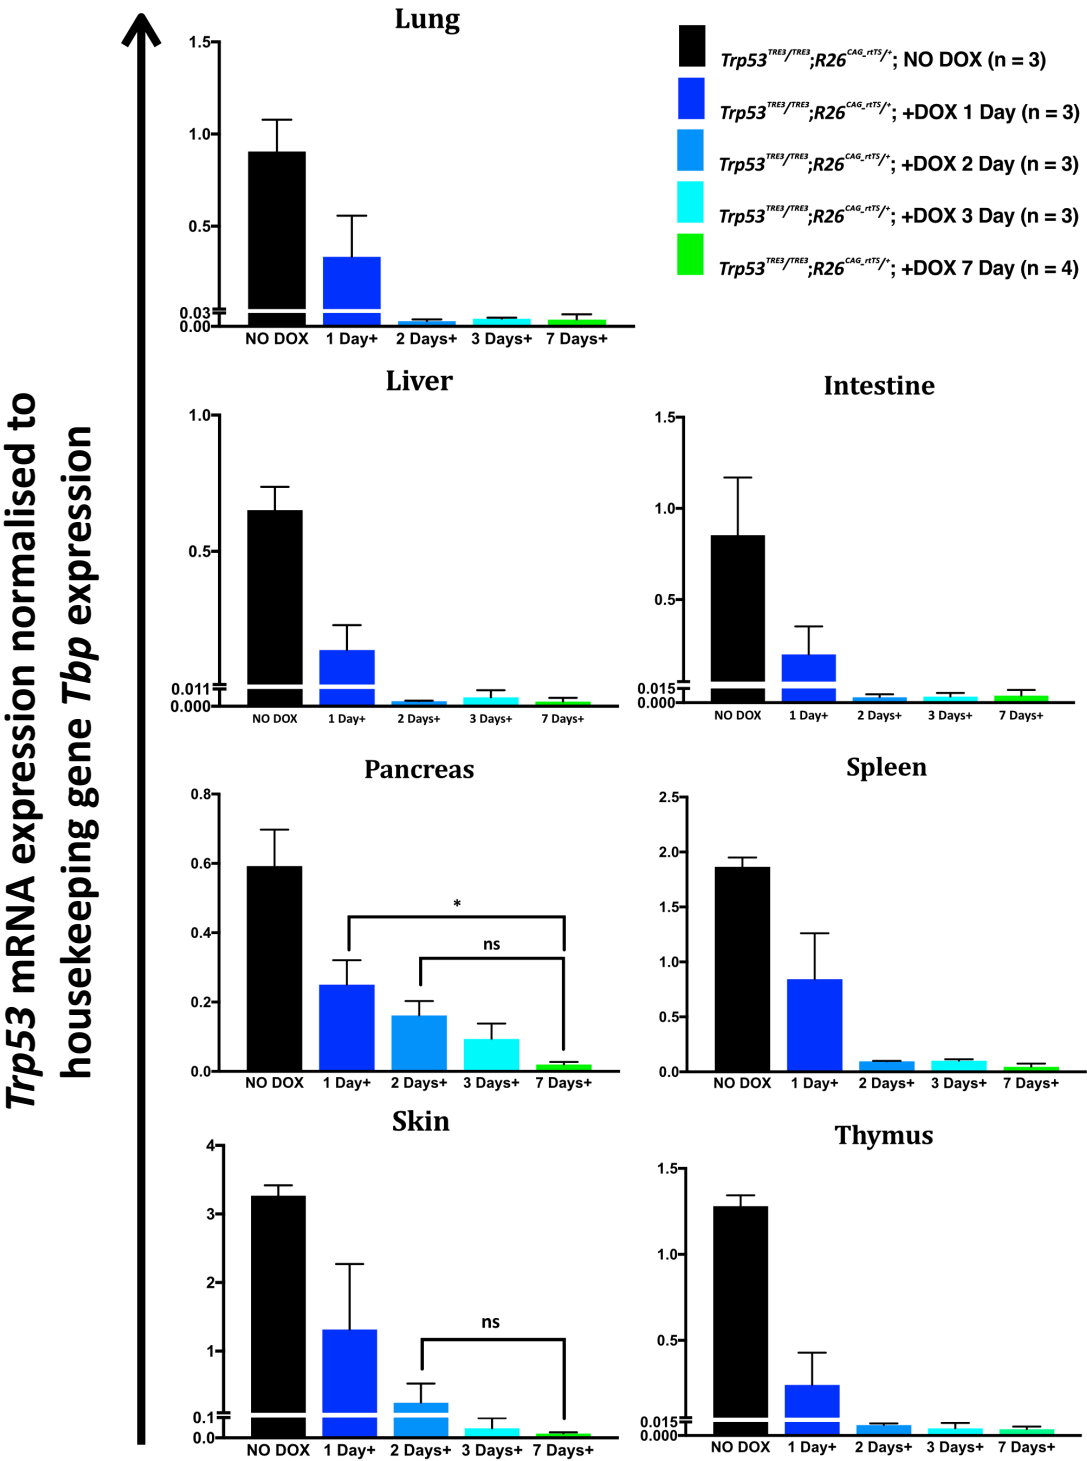 Lung
1.5
1.0
0.5
0.03
0.00
NO DOX 1 Day+ 2 Days+ 3 Days+ 7 Days+
Trp53TRE3/TRE3;R26CAG_rtTS/+; NO DOX (n = 3)
Trp53TRE3/TRE3;R26CAG_rtTS/+; +DOX 1 Day (n = 3)
Trp53TRE3/TRE3;R26CAG_rtTS/+; +DOX 2 Day (n = 3)
Trp53TRE3/TRE3;R26CAG_rtTS/+; +DOX 3 Day (n = 3)
Trp53TRE3/TRE3;R26CAG_rtTS/+; +DOX 7 Day (n = 4)
Trp53 mRNA expression normalised to
housekeeping gene Tbp expression
Liver
1.0
0.5
0.011
0.000
NO DOX 1 Day+ 2 Days+ 3 Days+ 7 Days+
Intestine
1.5
1.0
0.5
0.015
0.000
NO DOX 1 Day+ 2 Days+ 3 Days+ 7 Days+
Pancreas
0.8
0.6
0.4
0.2
0.0
*
ns
NO DOX 1 Day+ 2 Days+ 3 Days+ 7 Days+
Spleen
2.5
2.0
1.5
1.0
0.5
0.0
NO DOX 1 Day+ 2 Days+ 3 Days+ 7 Days+
Skin
4
3
2
1
0.1
0.0
ns
NO DOX 1 Day+ 2 Days+ 3 Days+ 7 Days+
Thymus
1.5
1.0
0.5
0.015
0.000
NO DOX 1 Day+ 2 Days+ 3 Days+ 7 Days+